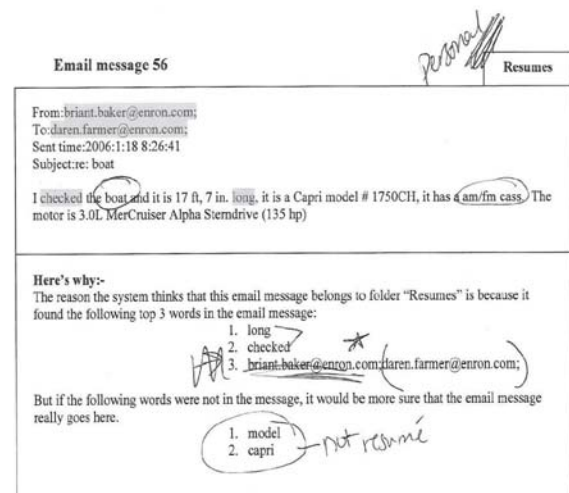 Personal
Email message 56
Resumes
From:briant.baker@enron.com;
To:daren.farmer@enron.com;
Sent time:2006:1:18 8:26:41
Subject:re: boat
I checked the boat and it is 17 ft, 7 in. long, it is a Capri model # 1750CH, it has a am/fm cass. The
motor is 3.0L MerCruiser Alpha Sterndrive (135 hp)
Here's why:-
The reason the system thinks that this email message belongs to folder “Resumes” is because it
found the following top 3 words in the email message:
1. long
2. checked
3. briant.baker@enron.com;daren.farmer@enron.com;
But if the following words were not in the message, it would be more sure that the email message
really goes here.
1. model
2. capri
not resumé